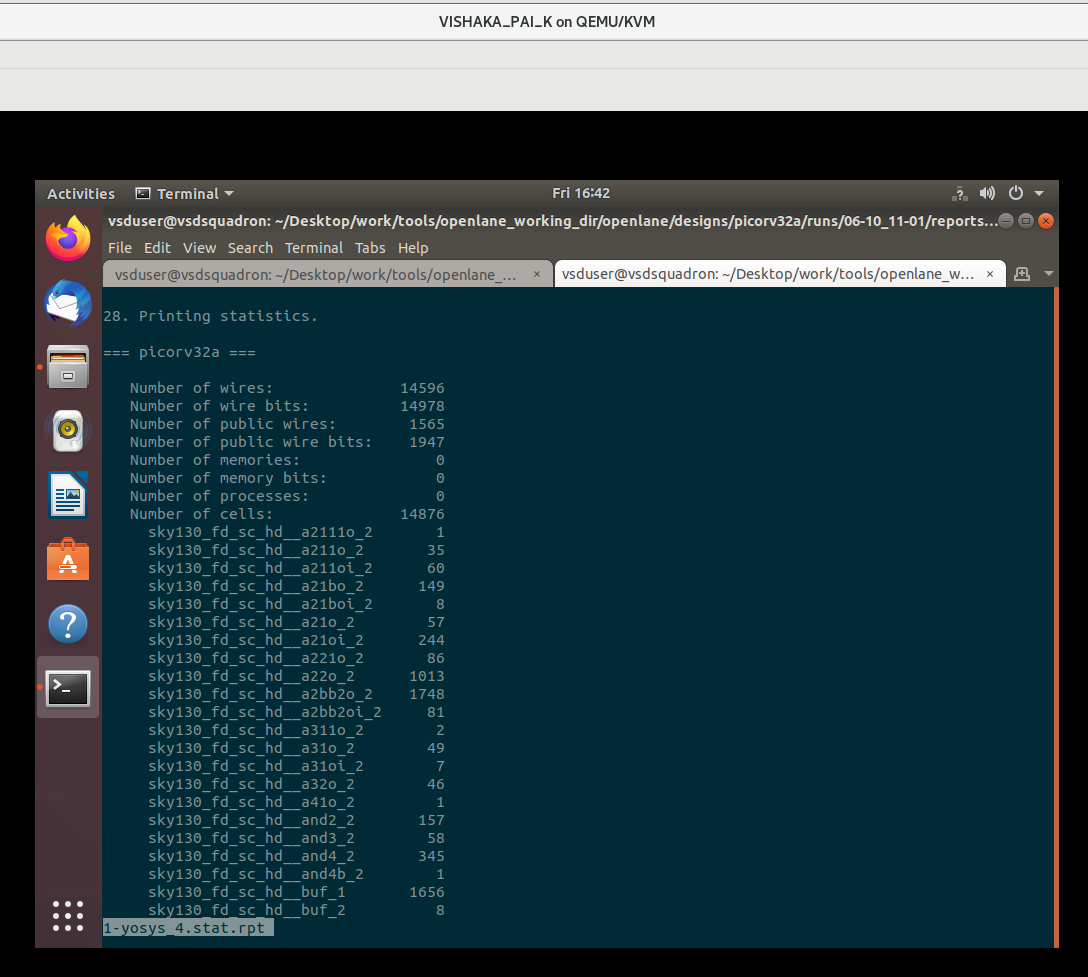 VISHAKA_PAI_K on QEMU/KVM
Activities Terminal Fri 16:42
vsduser@vsdsquadron: ~/Desktop/work/tools/openlane_working_dir/openlane/designs/picorv32a/runs/06-10_11-01/reports...
File Edit View Search Terminal Tabs Help
vsduser@vsdsquadron: ~/Desktop/work/tools/openlane_... × vsduser@vsdsquadron: ~/Desktop/work/tools/openlane_w... ×
28. Printing statistics.
=== picorv32a ===
Number of wires: 14596
Number of wire bits: 14978
Number of public wires: 1565
Number of public wire bits: 1947
Number of memories: 0
Number of memory bits: 0
Number of processes: 0
Number of cells: 14876
sky130_fd_sc_hd__a2111o_2 1
sky130_fd_sc_hd__a211o_2 35
sky130_fd_sc_hd__a211oi_2 60
sky130_fd_sc_hd__a21bo_2 149
sky130_fd_sc_hd__a21boi_2 8
sky130_fd_sc_hd__a21o_2 57
sky130_fd_sc_hd__a21oi_2 244
sky130_fd_sc_hd__a221o_2 86
sky130_fd_sc_hd__a22o_2 1013
sky130_fd_sc_hd__a2bb2o_2 1748
sky130_fd_sc_hd__a2bb2oi_2 81
sky130_fd_sc_hd__a311o_2 2
sky130_fd_sc_hd__a31o_2 49
sky130_fd_sc_hd__a31oi_2 7
sky130_fd_sc_hd__a32o_2 46
sky130_fd_sc_hd__a41o_2 1
sky130_fd_sc_hd__and2_2 157
sky130_fd_sc_hd__and3_2 58
sky130_fd_sc_hd__and4_2 345
sky130_fd_sc_hd__and4b_2 1
sky130_fd_sc_hd__buf_1 1656
sky130_fd_sc_hd__buf_2 8
1-yosys_4.stat.rpt